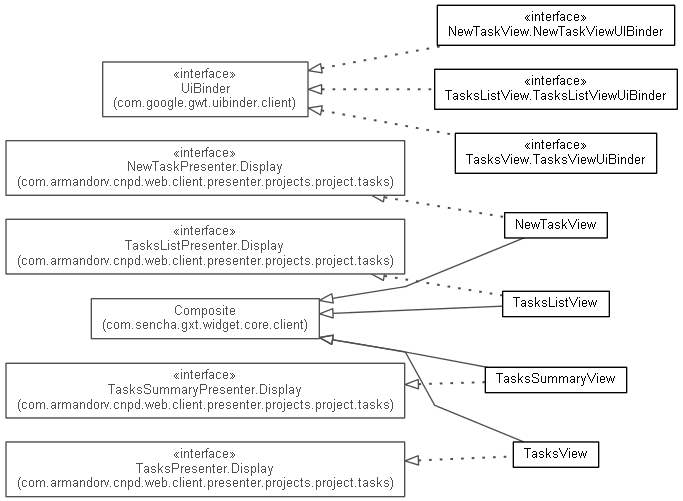 «interface»
NewTaskView.NewTaskViewUIBinder
«interface»
UiBinder
(com.google.gwt.uibinder.client)
«interface»
TasksListView.TasksListViewUiBinder
«interface»
TasksView.TasksViewUiBinder
«interface»
NewTaskPresenter.Display
(com.armandorv.cnpd.web.client.presenter.projects.project.tasks)
NewTaskView
«interface»
TasksListPresenter.Display
(com.armandorv.cnpd.web.client.presenter.projects.project.tasks)
TasksListView
Composite
(com.sencha.gxt.widget.core.client)
«interface»
TasksSummaryPresenter.Display
(com.armandorv.cnpd.web.client.presenter.projects.project.tasks)
TasksSummaryView
«interface»
TasksPresenter.Display
(com.armandorv.cnpd.web.client.presenter.projects.project.tasks)
TasksView